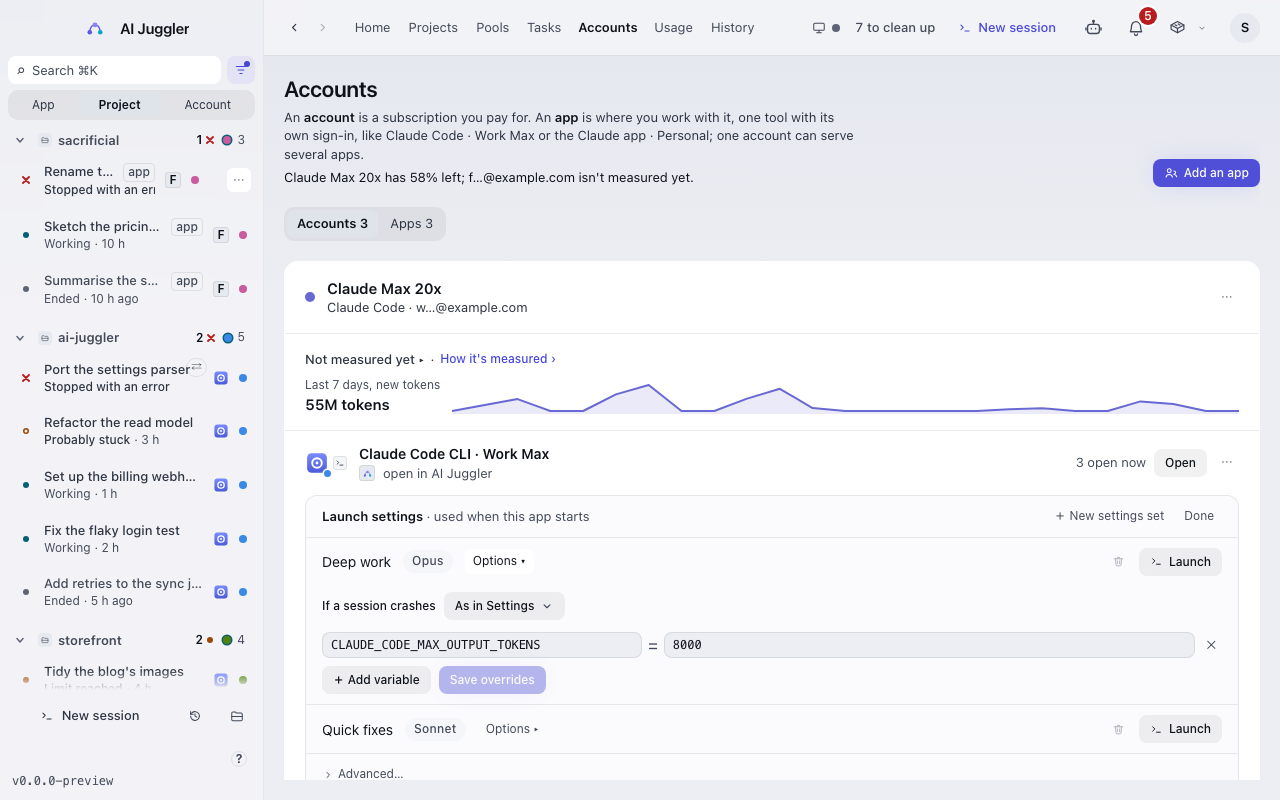 AI Juggler
Search ⌘K
App Project Account
sacrificial 1 3
Rename t... app F
Stopped with an err
Sketch the pricin... app F
Working · 10 h
Summarise the s... app F
Ended · 10 h ago
ai-juggler 2 5
Port the settings parser
Stopped with an error
Refactor the read model
Probably stuck · 3 h
Set up the billing webh...
Working · 1 h
Fix the flaky login test
Working · 2 h
Add retries to the sync j...
Ended · 5 h ago
storefront 2 4
Tidy the blog's images
New session
?
v0.0.0-preview
Home Projects Pools Tasks Accounts Usage History
7 to clean up New session 5 S
Accounts
An account is a subscription you pay for. An app is where you work with it, one tool with its
own sign-in, like Claude Code · Work Max or the Claude app · Personal; one account can serve
several apps.
Claude Max 20x has 58% left; f...@example.com isn't measured yet.
Add an app
Accounts 3 Apps 3
Claude Max 20x
Claude Code · w...@example.com
Not measured yet · How it's measured ›
Last 7 days, new tokens
55M tokens
Claude Code CLI · Work Max
open in AI Juggler
3 open now Open
Launch settings · used when this app starts
+ New settings set Done
Deep work Opus Options Launch
If a session crashes As in Settings
CLAUDE_CODE_MAX_OUTPUT_TOKENS = 8000
+ Add variable Save overrides
Quick fixes Sonnet Options Launch
Advanced...